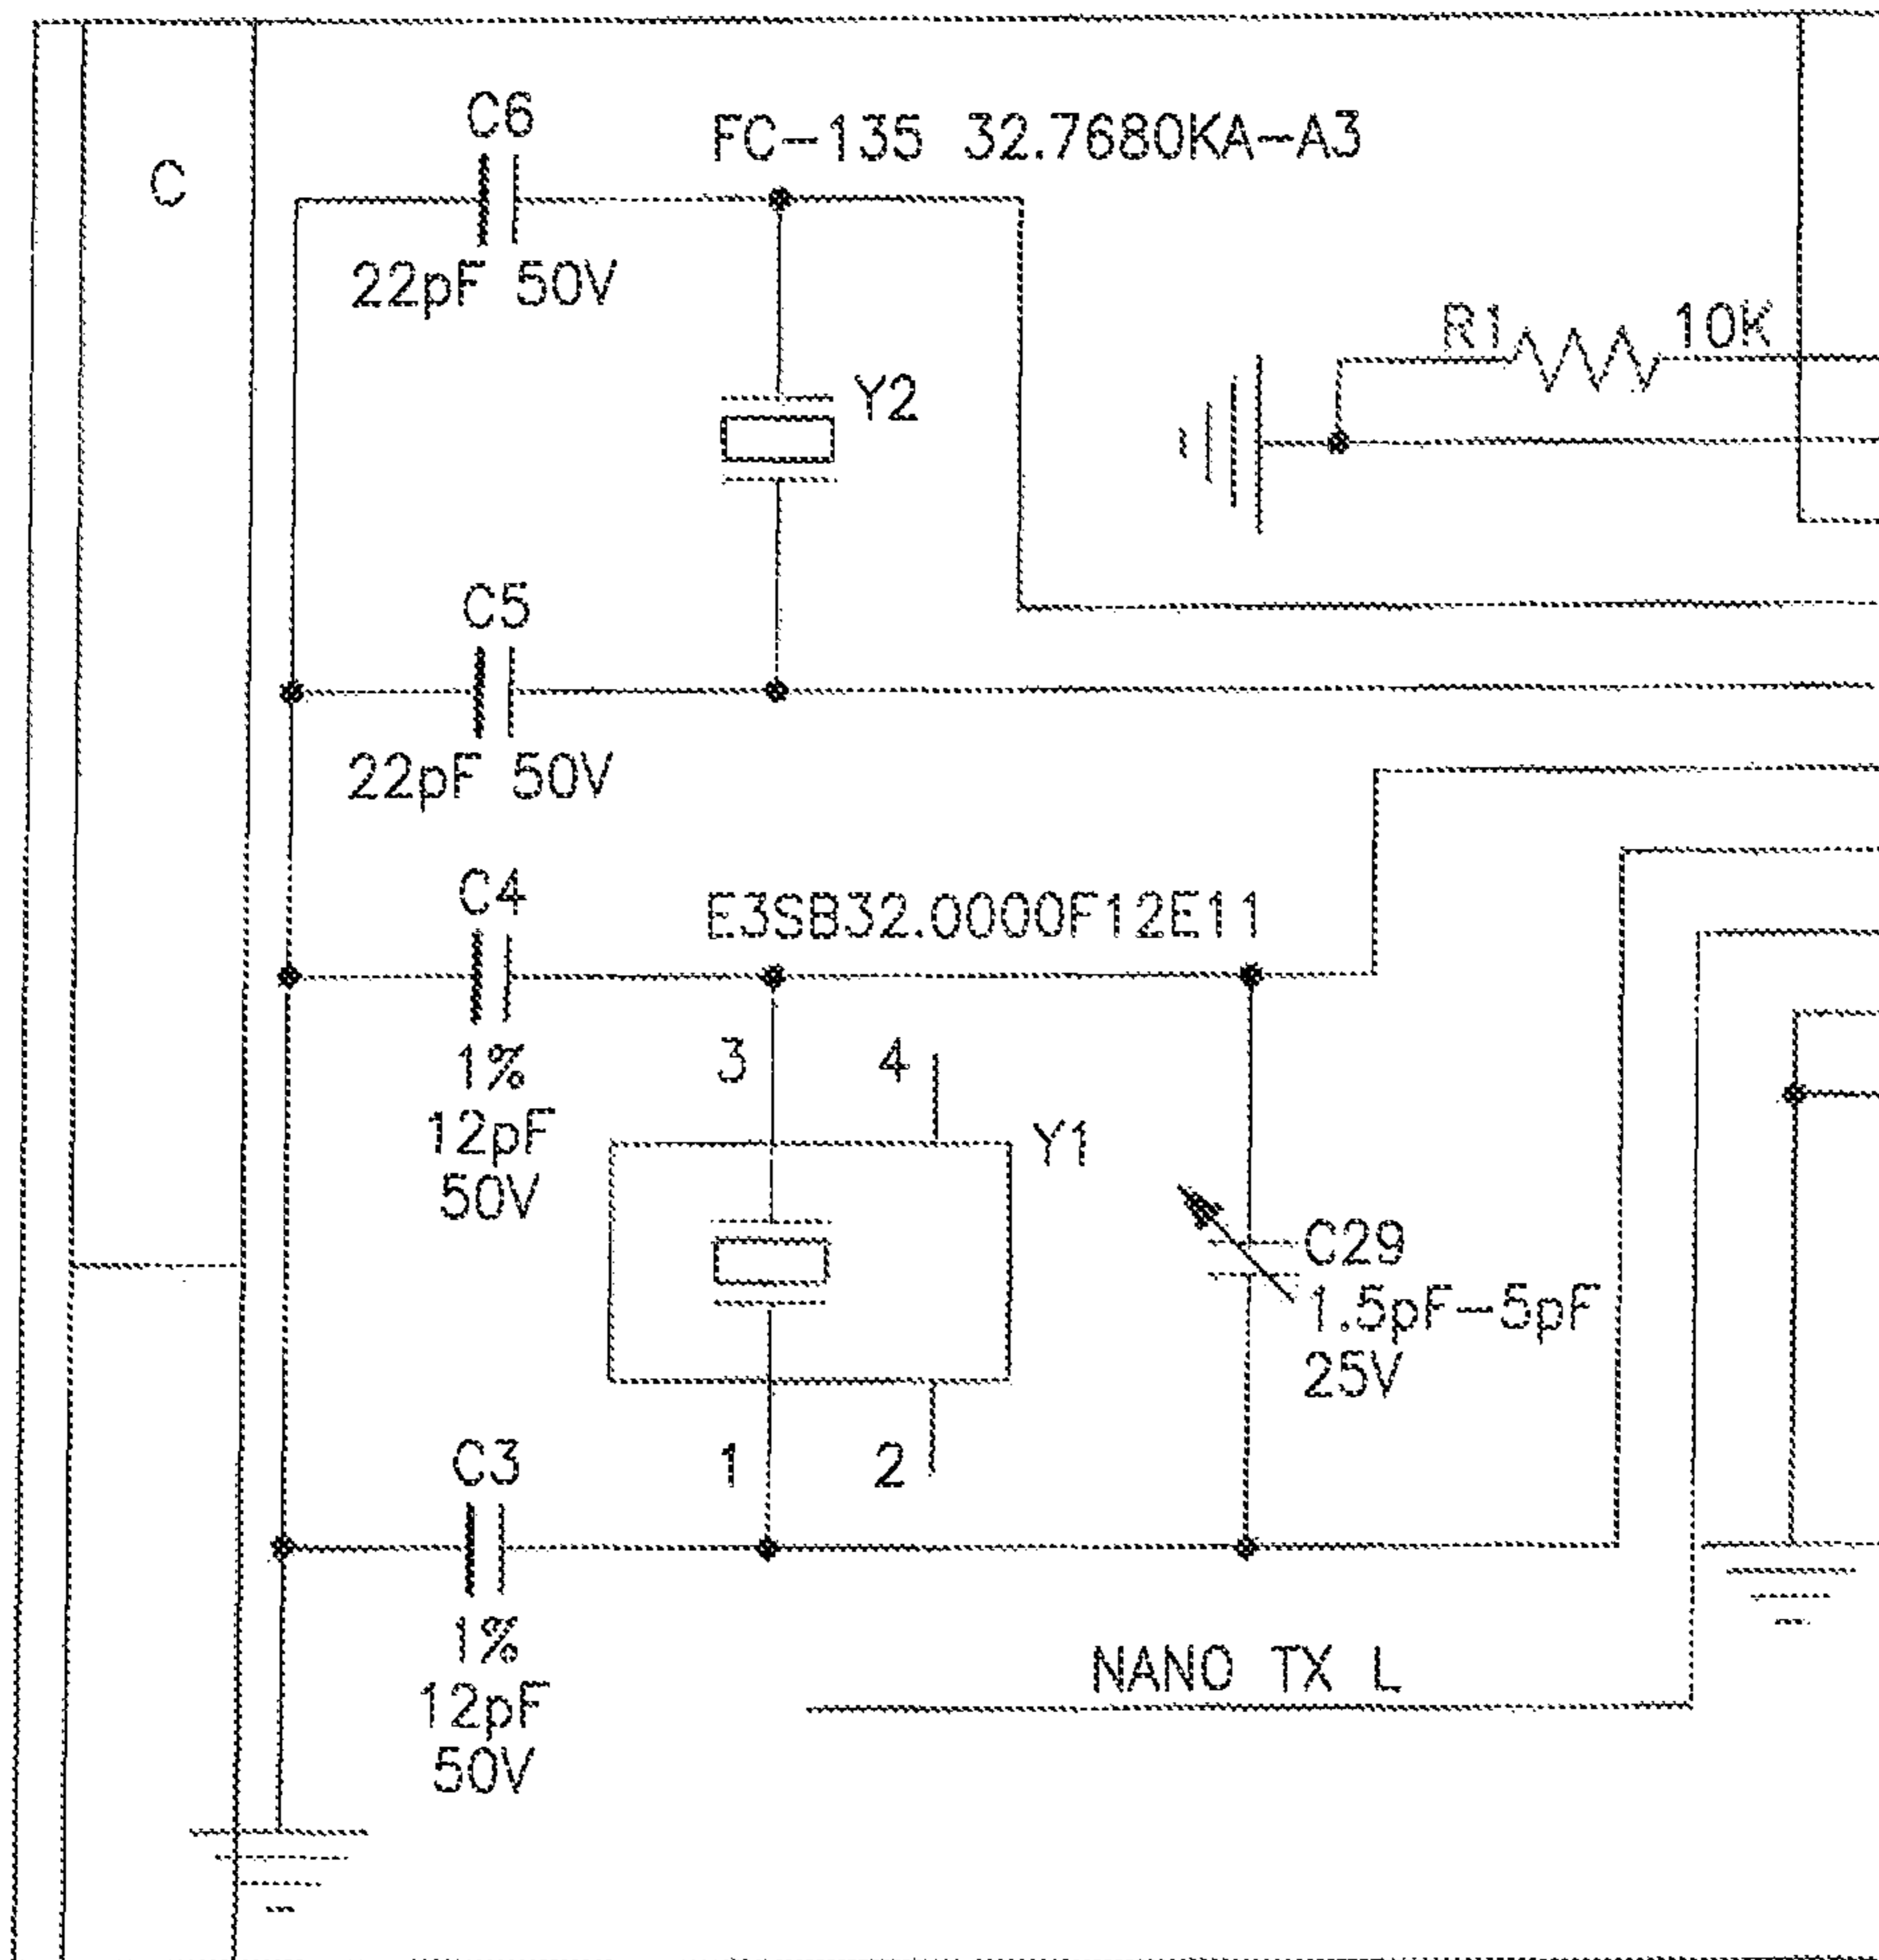 C
C6
FC-135 32.7680KA-A3
22pF 50V
R1
10K
Y2
C5
22pF 50V
C4
E3SB32.0000F12E11
1%
12pF
50V
3
4
Y1
C29
1.5pF-5pF
25V
1
2
C3
1%
12pF
50V
NANO TX L